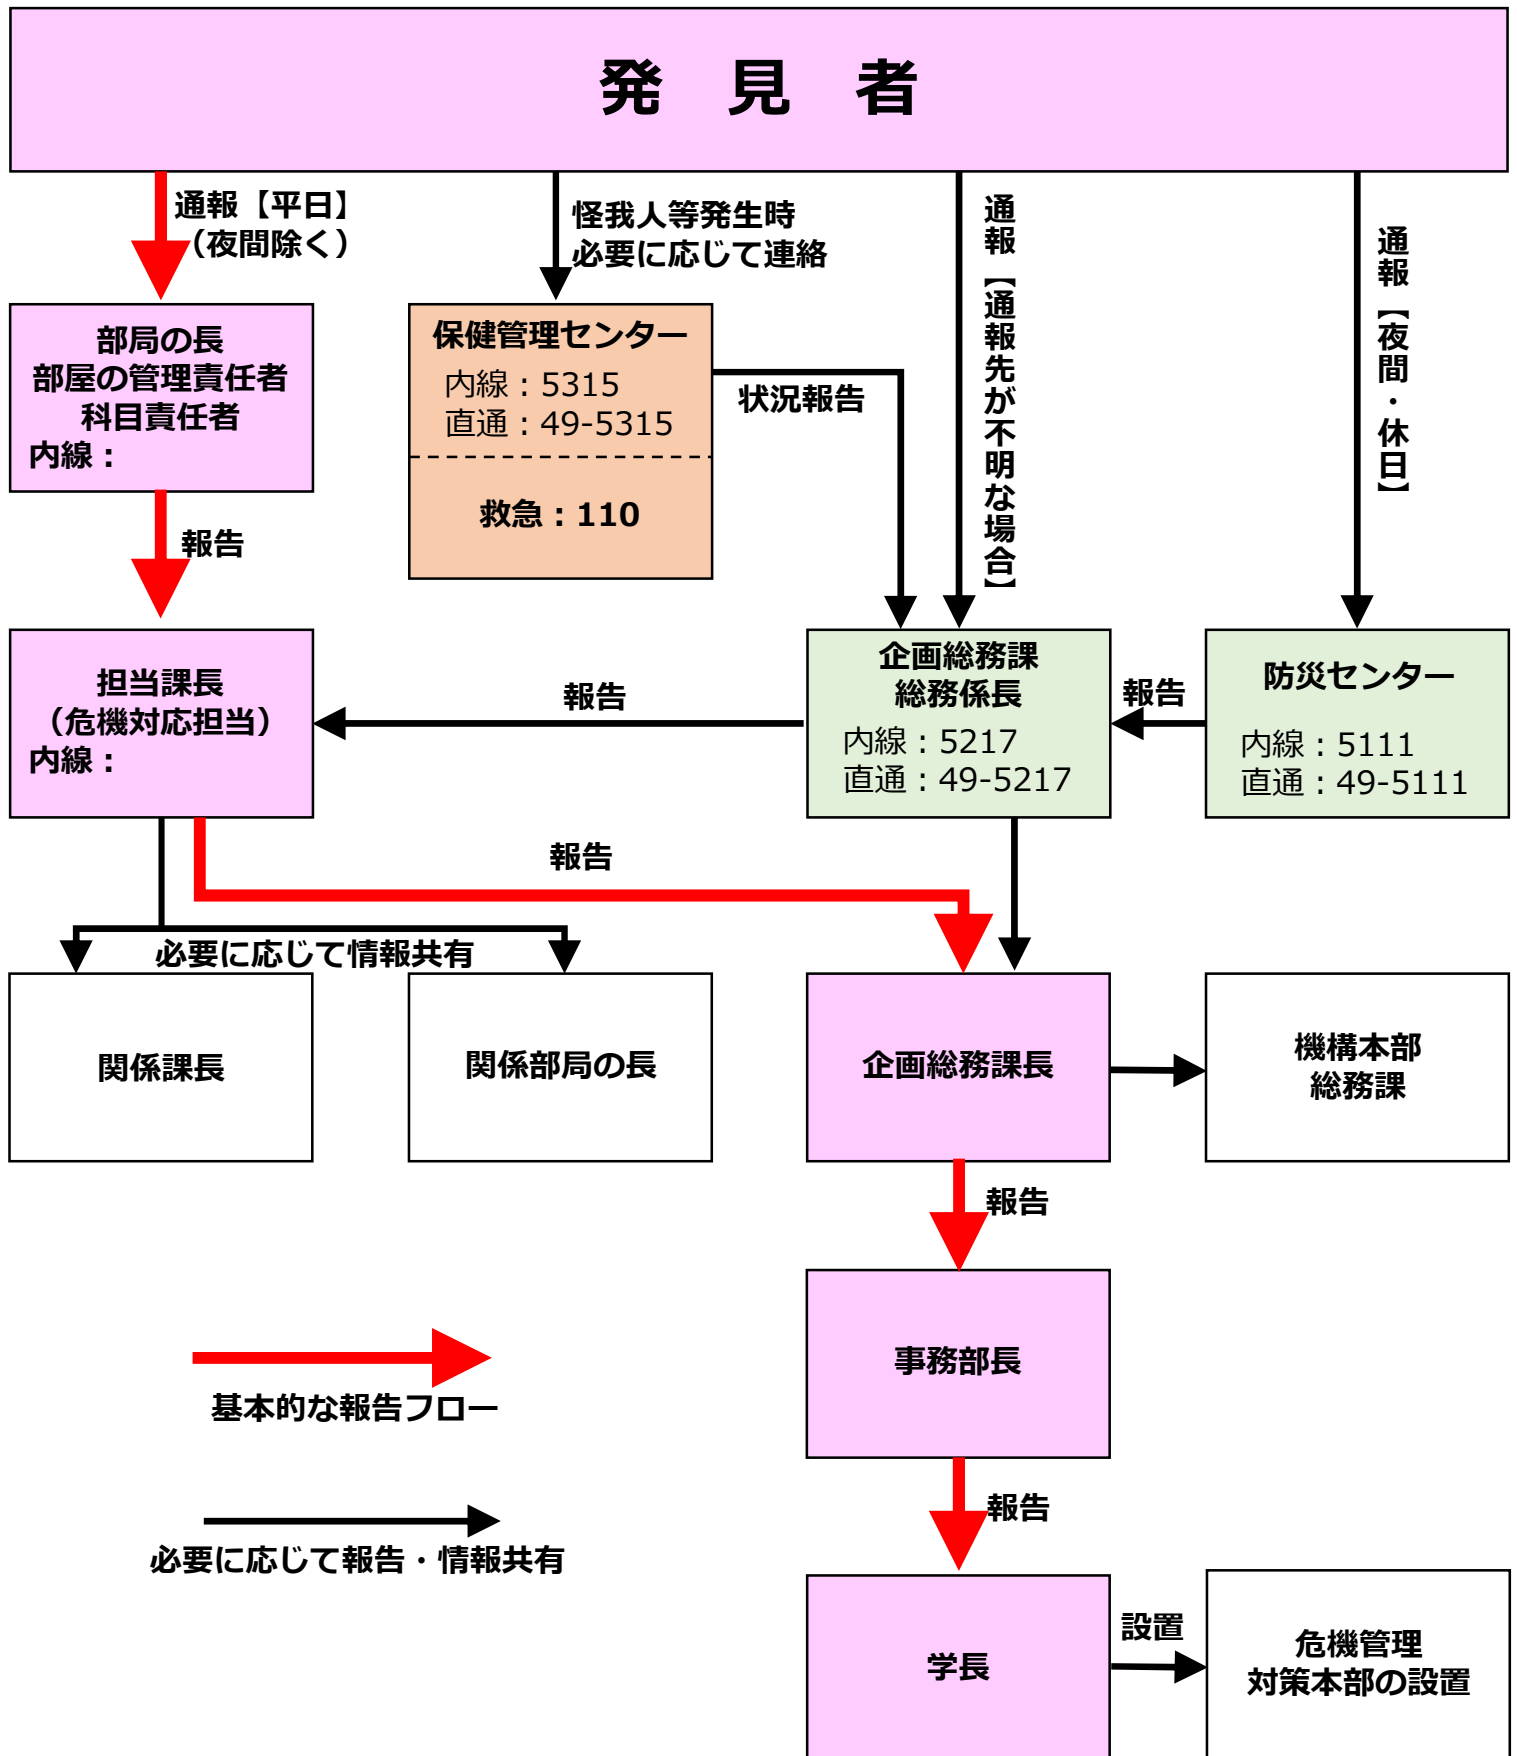 発　見　者
通報【平日】
（夜間除く）
怪我人等発生時
必要に応じて連絡
通報【通報先が不明な場合】
通報【夜間・休日】
部局の長
部屋の管理責任者
科目責任者
内線：
保健管理センター
内線：5315
直通：49-5315
救急：110
状況報告
報告
担当課長
（危機対応担当）
内線：
報告
企画総務課
総務係長
内線：5217
直通：49-5217
報告
防災センター
内線：5111
直通：49-5111
報告
必要に応じて情報共有
関係課長
関係部局の長
企画総務課長
機構本部
総務課
報告
事務部長
基本的な報告フロー
報告
必要に応じて報告・情報共有
学長
設置
危機管理
対策本部の設置